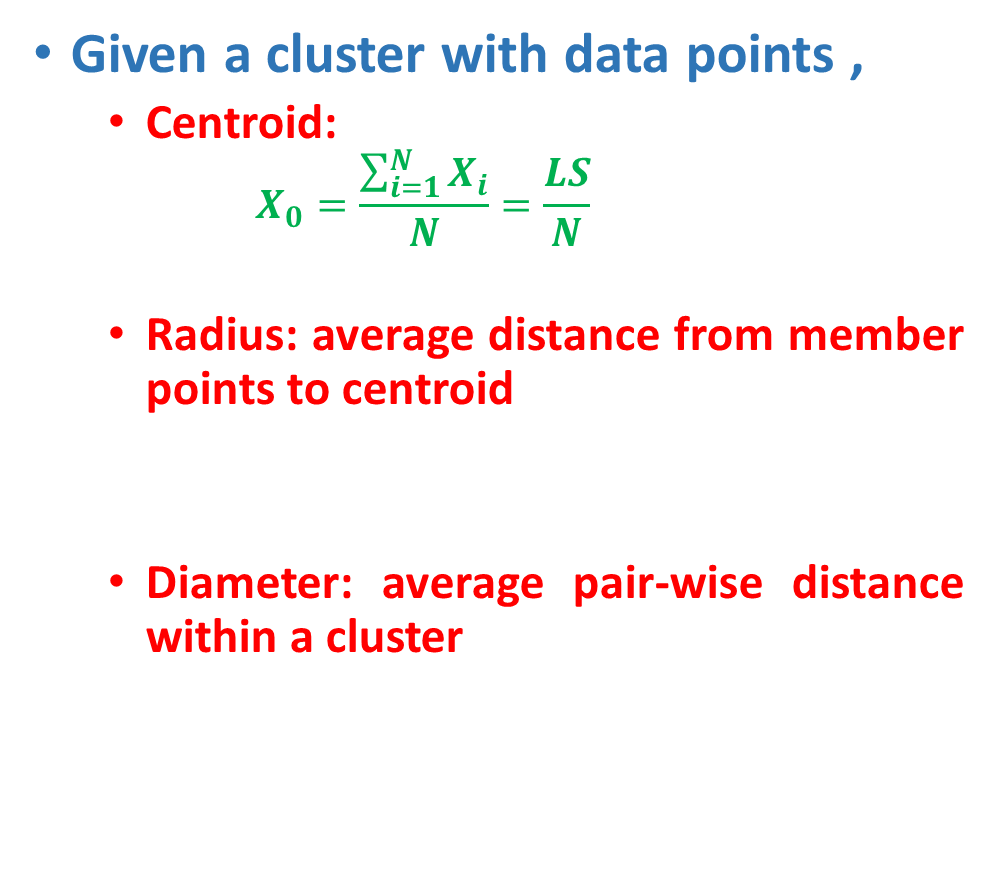 • Given a cluster with data points ,
• Centroid:
X₀ = \frac{\sum_{i=1}^{N} X_i}{N} = \frac{LS}{N}
• Radius: average distance from member
points to centroid
• Diameter: average pair-wise distance
within a cluster